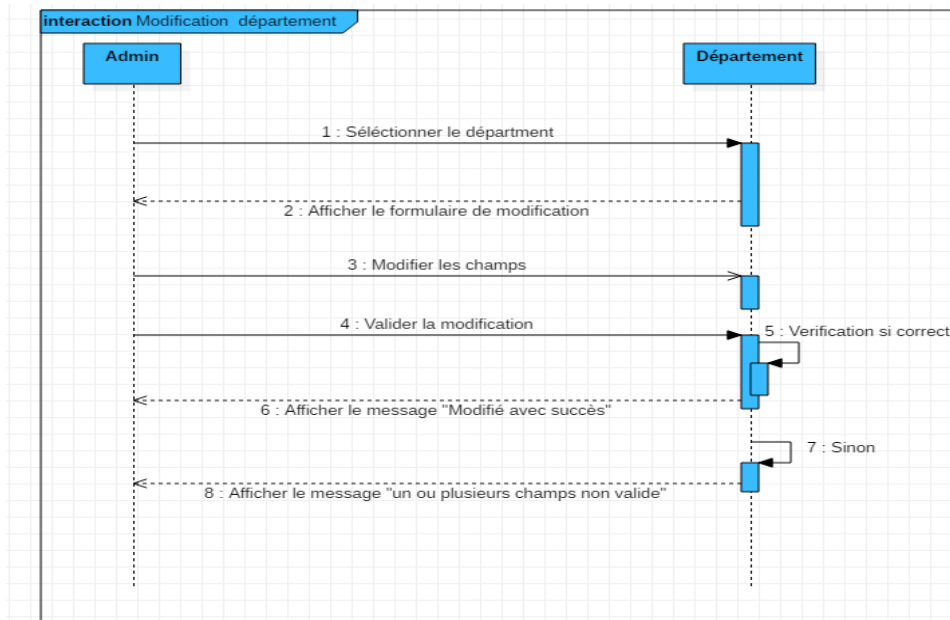 interaction Modification département
Admin
Département
1 : Séléctionner le départment
2 : Afficher le formulaire de modification
3 : Modifier les champs
4 : Valider la modification
5 : Verification si correct
6 : Afficher le message "Modifié avec succès"
7 : Sinon
8 : Afficher le message "un ou plusieurs champs non valide"